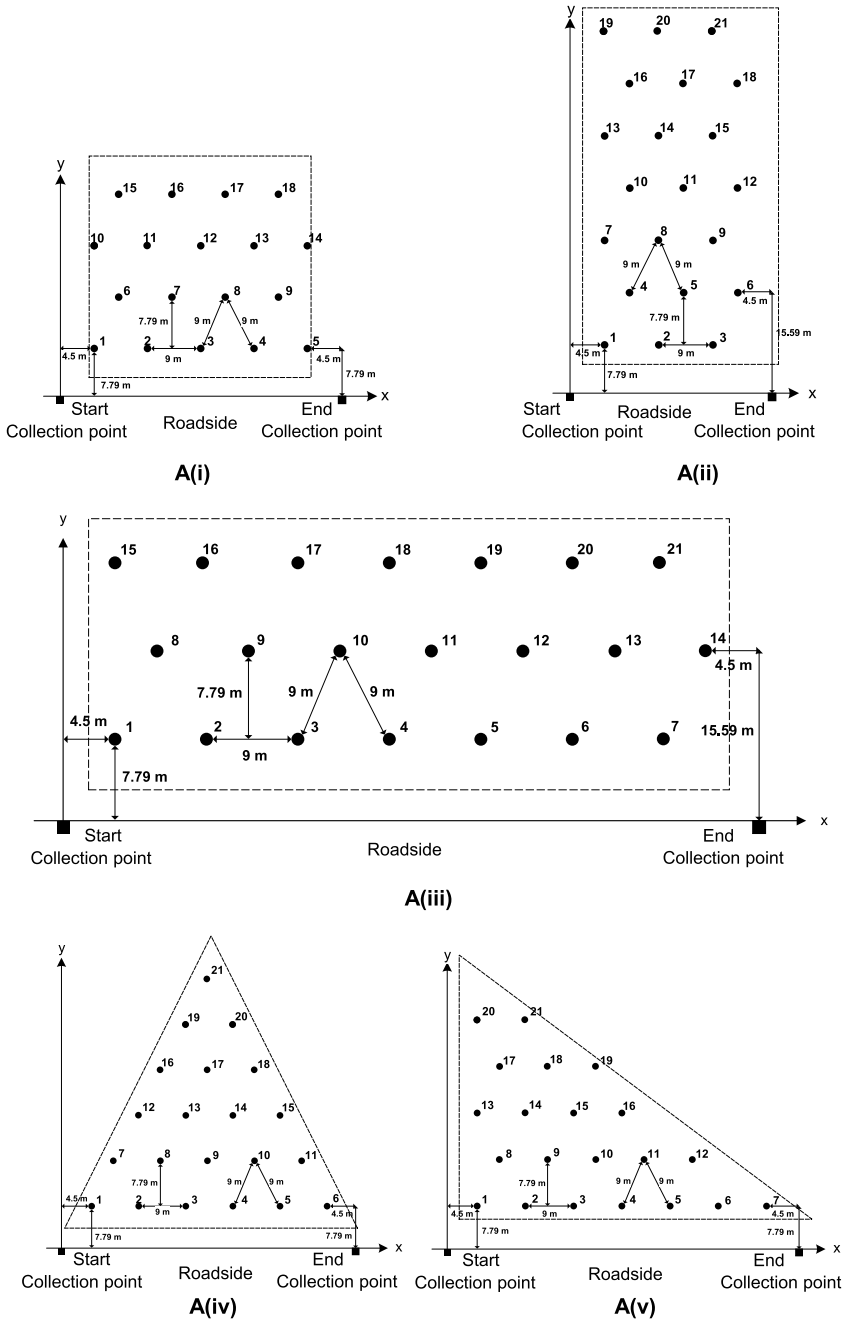 y
15 16 17 18
10 11 12 13 14
6 7 8 9
7.79 m 9 m 9 m
1 2 3 4 5
4.5 m 9 m 4.5 m
7.79 m 7.79 m
x
Start Roadside End
Collection point Collection point
A(i)
y
19 20 21
16 17 18
13 14 15
10 11 12
7 8 9
9 m 9 m
4 5 6
4.5 m
7.79 m 15.59 m
1 2 3
4.5 m 9 m
7.79 m
x
Start Roadside End
Collection point Collection point
A(ii)
y
15 16 17 18 19 20 21
8 9 10 11 12 13 14
4.5 m
7.79 m 9 m 9 m
4.5 m 15.59 m
1 2 3 4 5 6 7
9 m
7.79 m
x
Start Roadside End
Collection point Collection point
A(iii)
y
21
19 20
16 17 18
12 13 14 15
7 8 9 10 11
7.79 m 9 m 9 m
4.5 m 1 2 3 4 5 6
9 m 4.5 m
7.79 m 7.79 m
x
Start Roadside End
Collection point Collection point
A(iv)
y
20 21
17 18 19
13 14 15 16
8 9 10 11 12
7.79 m 9 m 9 m
1 2 3 4 5 6 7
4.5 m 9 m 4.5 m
7.79 m 7.79 m
x
Start Roadside End
Collection point Collection point
A(v)